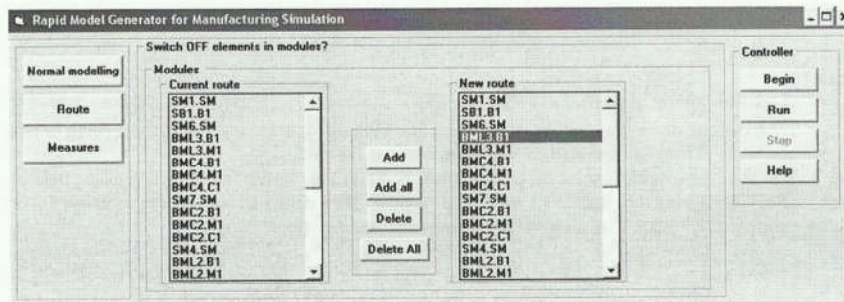 Rapid Model Generator for Manufacturing Simulation
Switch OFF elements in modules?
Normal modelling
Route
Measures
Modules
Current route
SM1.SM
SB1.B1
SM6.SM
BML3.B1
BML3.M1
BMC4.B1
BMC4.M1
BMC4.C1
SM7.SM
BMC2.B1
BMC2.M1
BMC2.C1
SM4.SM
BML2.B1
BML2.M1
Add
Add all
Delete
Delete All
New route
SM1.SM
SB1.B1
SM6.SM
BML3.B1
BML3.M1
BMC4.B1
BMC4.M1
BMC4.C1
SM7.SM
BMC2.B1
BMC2.M1
BMC2.C1
SM4.SM
BML2.B1
BML2.M1
Controller
Begin
Run
Stop
Help